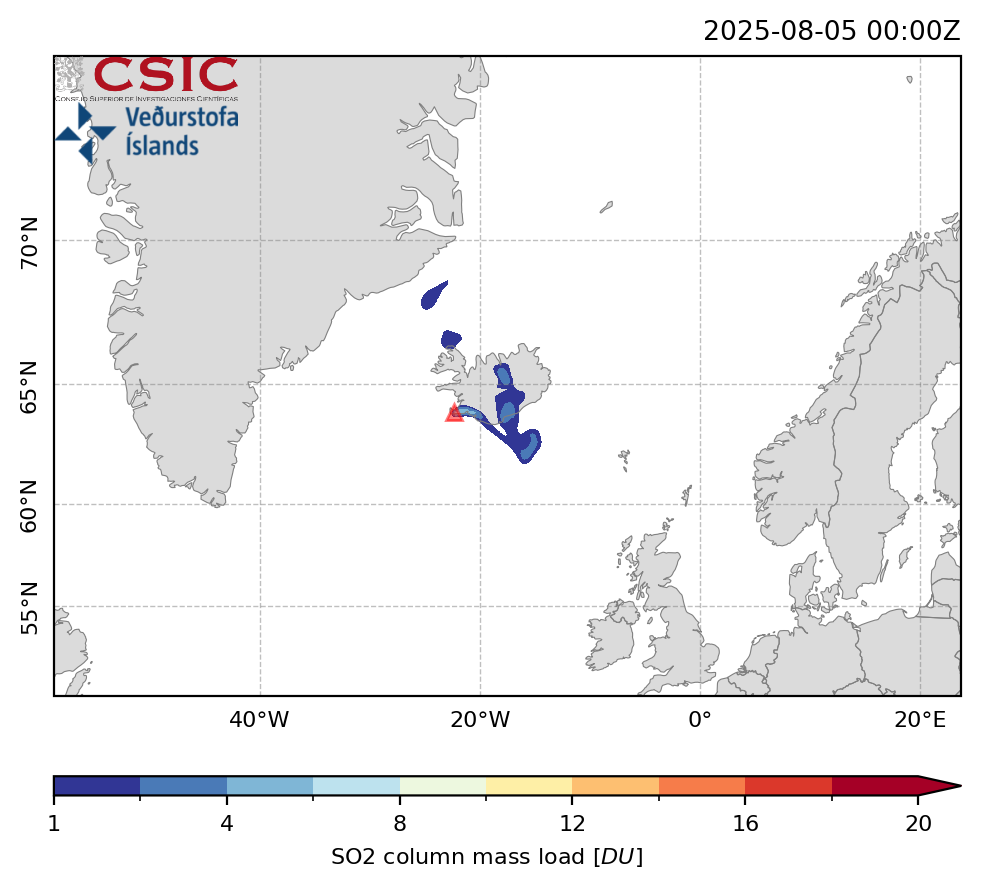 2025-08-05 00:00Z
CSIC
CONSEJO SUPERIOR DE INVESTIGACIONES CIENTÍFICAS
Veðurstofa
Íslands
70°N
65°N
60°N
55°N
40°W 20°W 0° 20°E
1 4 8 12 16 20
SO2 column mass load [DU]